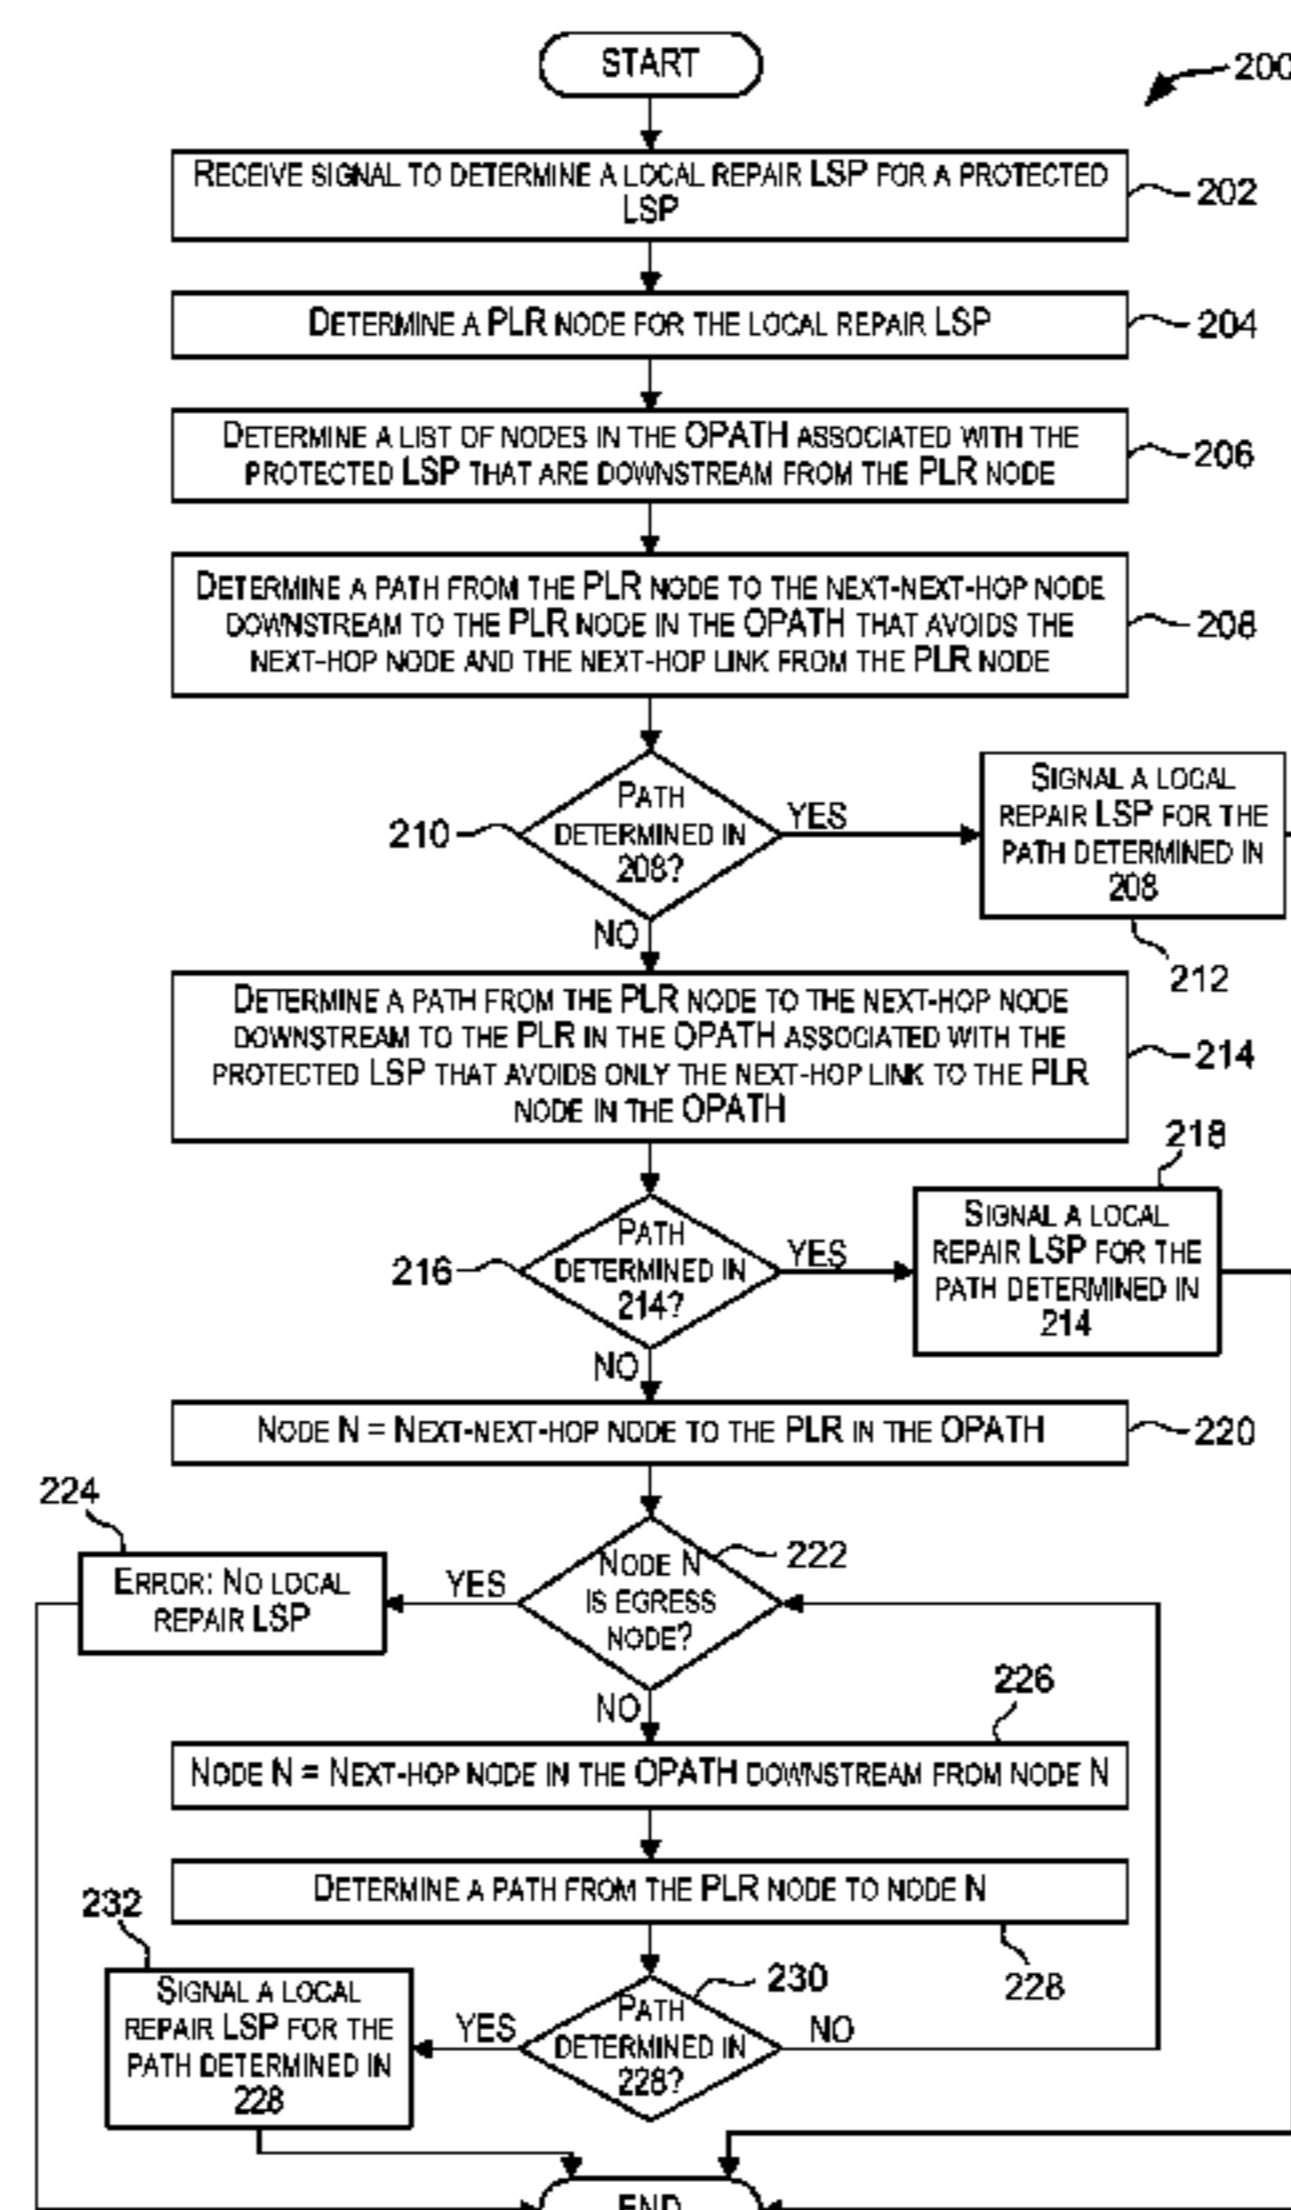 START
200
RECEIVE SIGNAL TO DETERMINE A LOCAL REPAIR LSP FOR A PROTECTED
LSP
202
DETERMINE A PLR NODE FOR THE LOCAL REPAIR LSP
204
DETERMINE A LIST OF NODES IN THE OPATH ASSOCIATED WITH THE
PROTECTED LSP THAT ARE DOWNSTREAM FROM THE PLR NODE
206
DETERMINE A PATH FROM THE PLR NODE TO THE NEXT-NEXT-HOP NODE
DOWNSTREAM TO THE PLR NODE IN THE OPATH THAT AVOIDS THE
NEXT-HOP NODE AND THE NEXT-HOP LINK FROM THE PLR NODE
208
210
PATH
DETERMINED IN
208?
YES
SIGNAL A LOCAL
REPAIR LSP FOR THE
PATH DETERMINED IN
208
212
NO
DETERMINE A PATH FROM THE PLR NODE TO THE NEXT-HOP NODE
DOWNSTREAM TO THE PLR IN THE OPATH ASSOCIATED WITH THE
PROTECTED LSP THAT AVOIDS ONLY THE NEXT-HOP LINK TO THE PLR
NODE IN THE OPATH
214
216
PATH
DETERMINED IN
214?
YES
218
SIGNAL A LOCAL
REPAIR LSP FOR THE
PATH DETERMINED IN
214
NO
NODE N = NEXT-NEXT-HOP NODE TO THE PLR IN THE OPATH
220
224
ERROR: NO LOCAL
REPAIR LSP
YES
NODE N
IS EGRESS
NODE?
222
NO
226
NODE N = NEXT-HOP NODE IN THE OPATH DOWNSTREAM FROM NODE N
DETERMINE A PATH FROM THE PLR NODE TO NODE N
228
232
SIGNAL A LOCAL
REPAIR LSP FOR THE
PATH DETERMINED IN
228
YES
PATH
DETERMINED IN
228?
230
NO
END